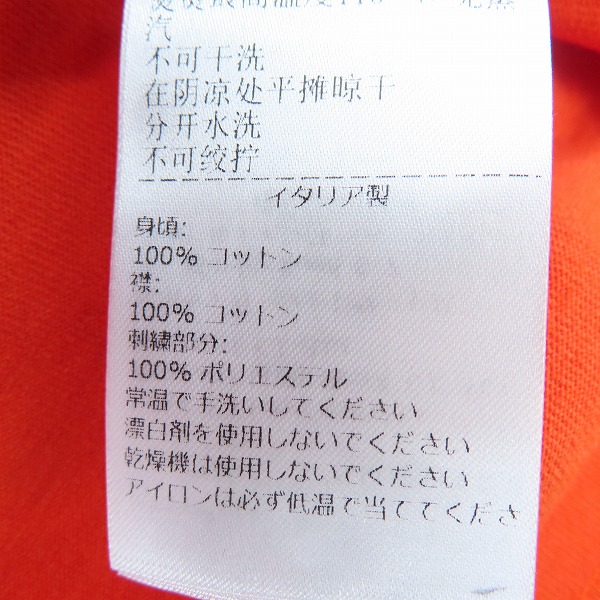 汽
不可干洗
在阴凉处平摊晾干
分开水洗
不可绞拧
イタリア製
身頃:
100% コットン
襟:
100% コットン
刺繍部分:
100% ポリエステル
常温で手洗いしてください
漂白剤を使用しないでください
乾燥機は使用しないでください
アイロンは必ず低温で当ててくださ